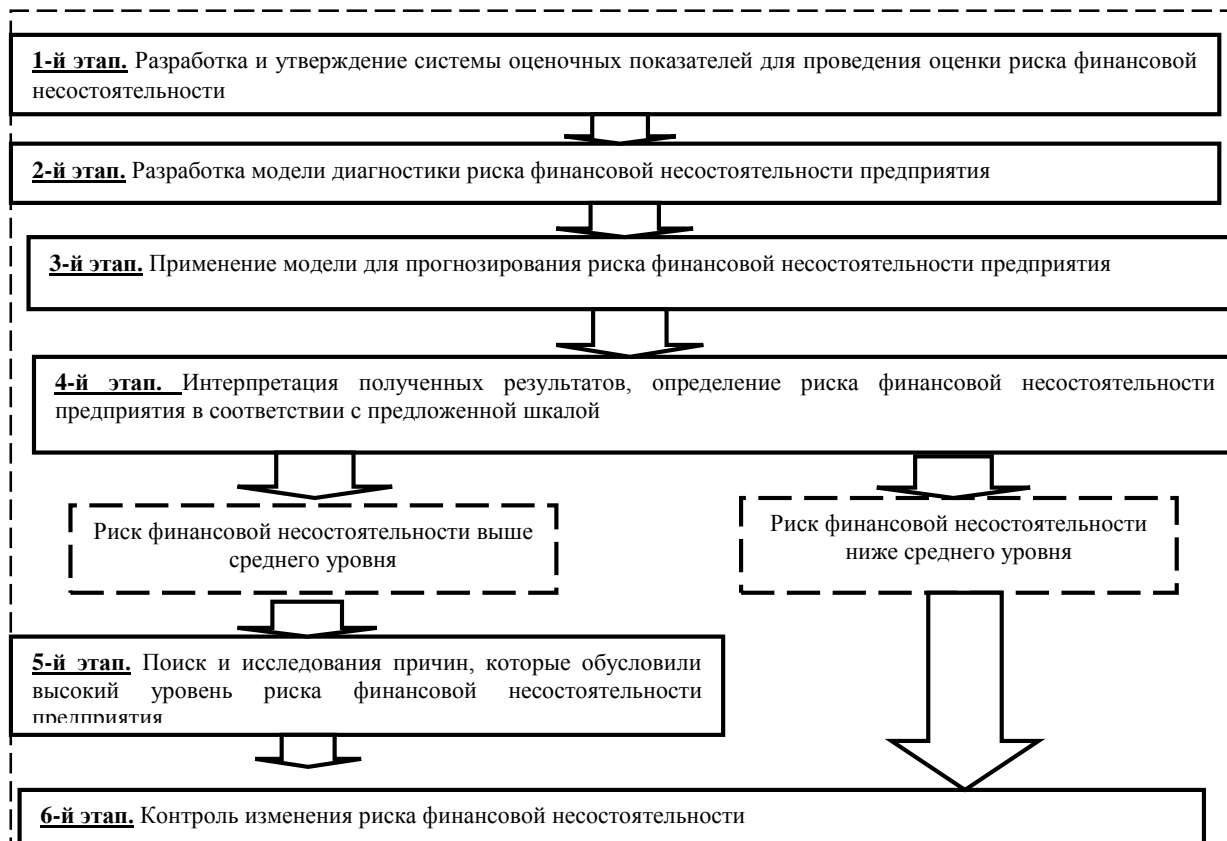 1-й этап. Разработка и утверждение системы оценочных показателей для проведения оценки риска финансовой
несостоятельности
2-й этап. Разработка модели диагностики риска финансовой несостоятельности предприятия
3-й этап. Применение модели для прогнозирования риска финансовой несостоятельности предприятия
4-й этап. Интерпретация полученных результатов, определение риска финансовой несостоятельности
предприятия в соответствии с предложенной шкалой
Риск финансовой несостоятельности выше
среднего уровня
Риск финансовой несостоятельности
ниже среднего уровня
5-й этап. Поиск и исследования причин, которые обусловили
высокий уровень риска финансовой несостоятельности
предприятия
6-й этап. Контроль изменения риска финансовой несостоятельности